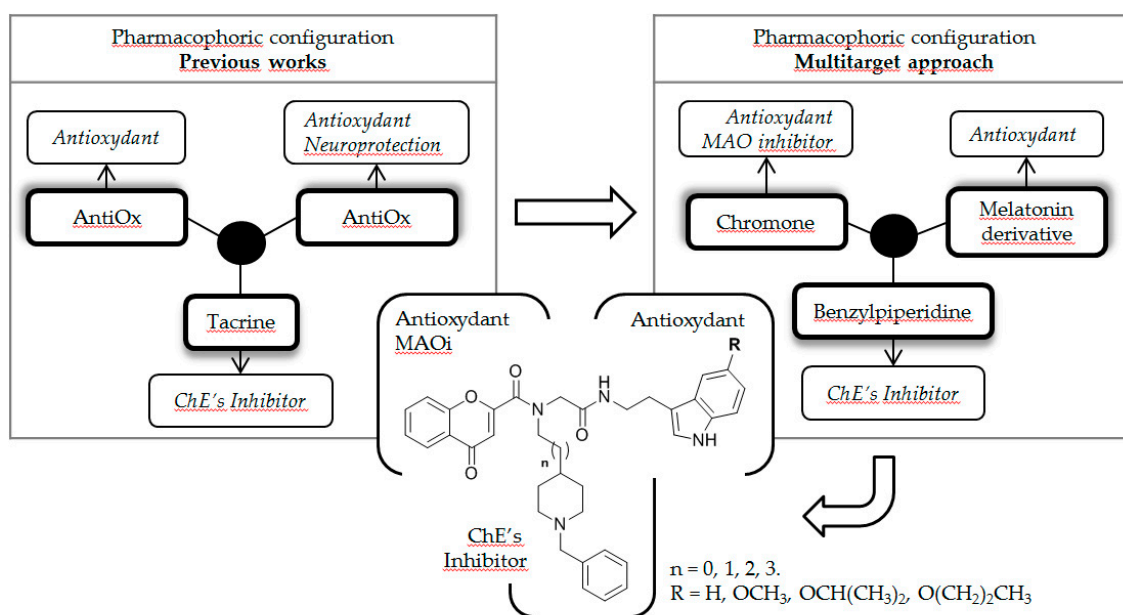 Pharmacophoric configuration
Previous works
Antioxydant
Antioxydant
Neuroprotection
AntiOx
AntiOx
Tacrine
ChE's Inhibitor
Pharmacophoric configuration
Multitarget approach
Antioxydant
MAO inhibitor
Antioxydant
Chromone
Melatonin
derivative
Benzylpiperidine
ChE's Inhibitor
Antioxydant
MAOi
Antioxydant
R
O
O
N
O
H
N
NH
O
n
N
ChE's
Inhibitor
n = 0, 1, 2, 3.
R = H, OCH₃, OCH(CH₃)₂, O(CH₂)₂CH₃